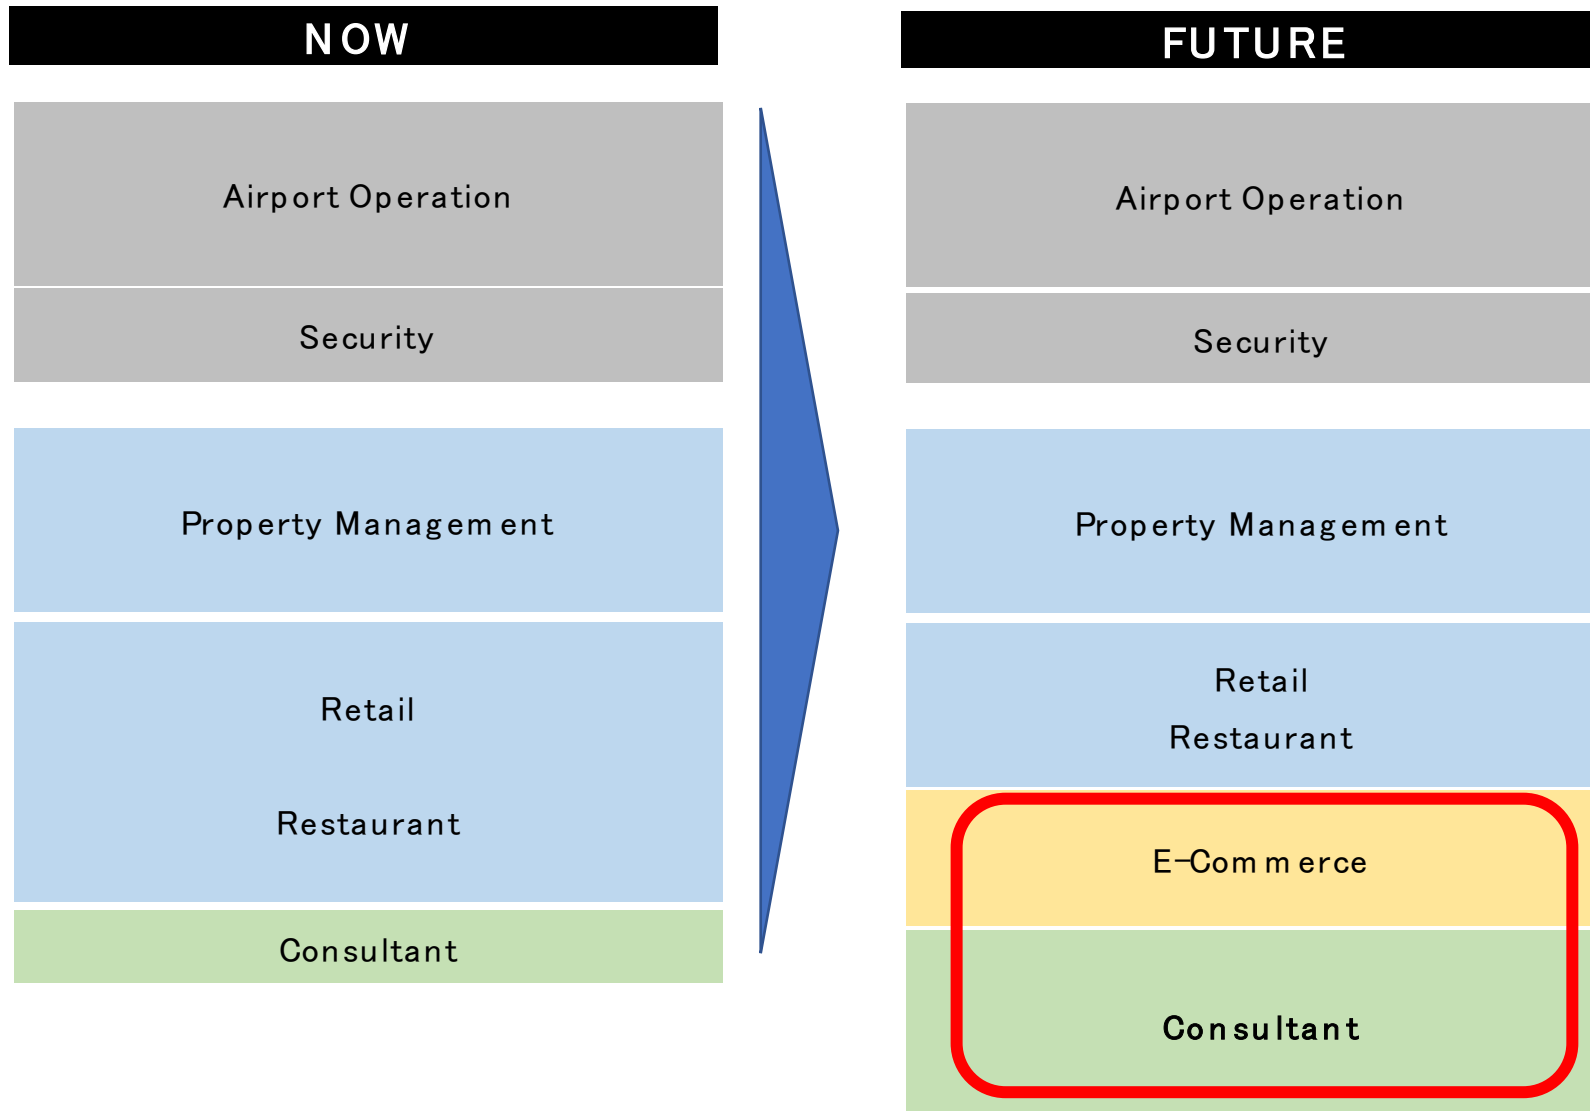 NOW
Airport Operation
Security
Property Management
Retail
Restaurant
Consultant
FUTURE
Airport Operation
Security
Property Management
Retail
Restaurant
E-Commerce
Consultant